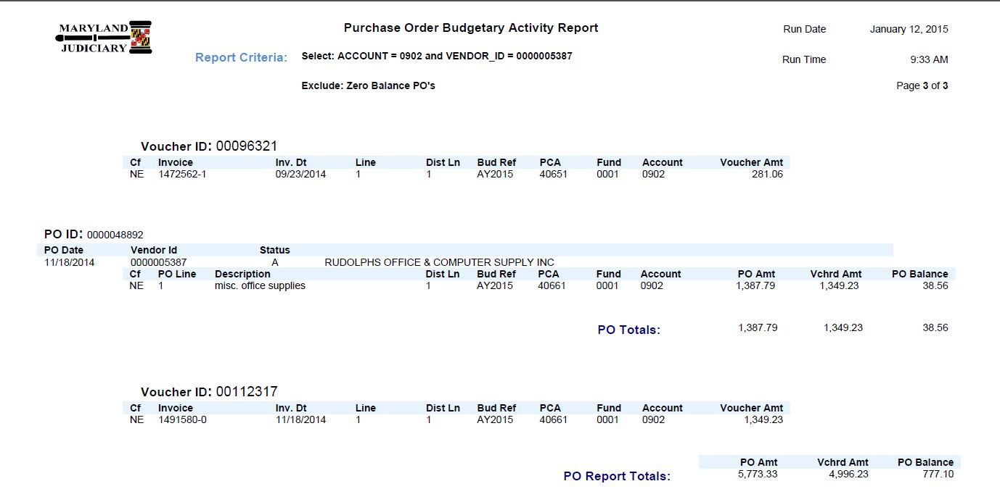 MARYLAND
JUDICIARY
Purchase Order Budgetary Activity Report
Run Date January 12, 2015
Report Criteria: Select: ACCOUNT = 0902 and VENDOR_ID = 0000005387
Run Time 9:33 AM
Exclude: Zero Balance PO's
Page 3 of 3
Voucher ID: 00096321
Cf Invoice Inv. Dt Line Dist Ln Bud Ref PCA Fund Account Voucher Amt
NE 1472562-1 09/23/2014 1 1 AY2015 40651 0001 0902 281.06
PO ID: 0000048892
PO Date Vendor Id Status
11/18/2014 0000005387 A RUDOLPHS OFFICE & COMPUTER SUPPLY INC
Cf PO Line Description Dist Ln Bud Ref PCA Fund Account PO Amt Vchrd Amt PO Balance
NE 1 misc. office supplies 1 AY2015 40661 0001 0902 1,387.79 1,349.23 38.56
PO Totals: 1,387.79 1,349.23 38.56
Voucher ID: 00112317
Cf Invoice Inv. Dt Line Dist Ln Bud Ref PCA Fund Account Voucher Amt
NE 1491580-0 11/18/2014 1 1 AY2015 40661 0001 0902 1,349.23
PO Amt Vchrd Amt PO Balance
PO Report Totals: 5,773.33 4,996.23 777.10